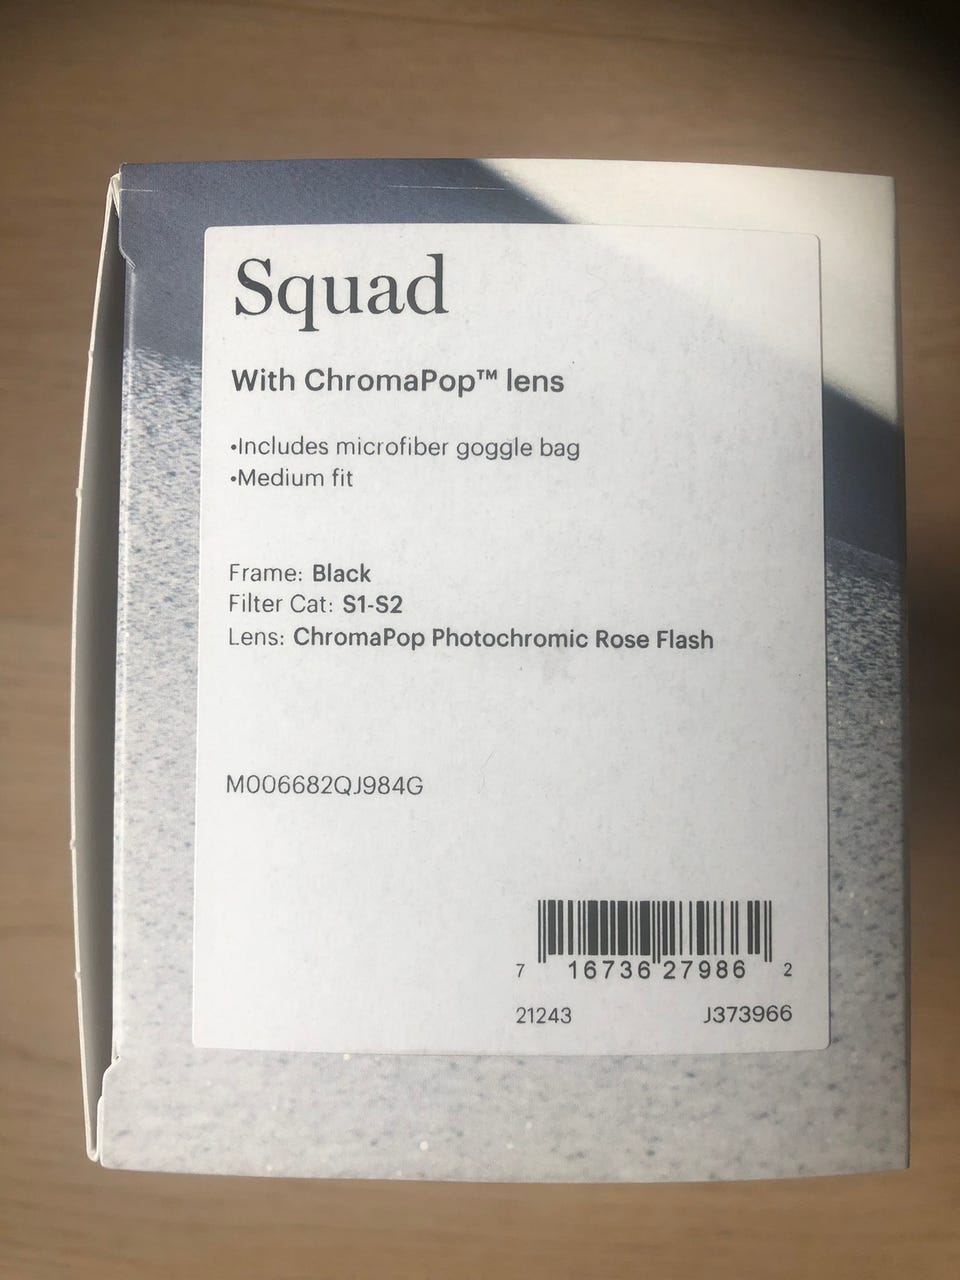 Squad
With ChromaPop™ lens
•Includes microfiber goggle bag
•Medium fit
Frame: Black
Filter Cat: S1-S2
Lens: ChromaPop Photochromic Rose Flash
M006682QJ984G
7 16736 27986 2
21243 J373966